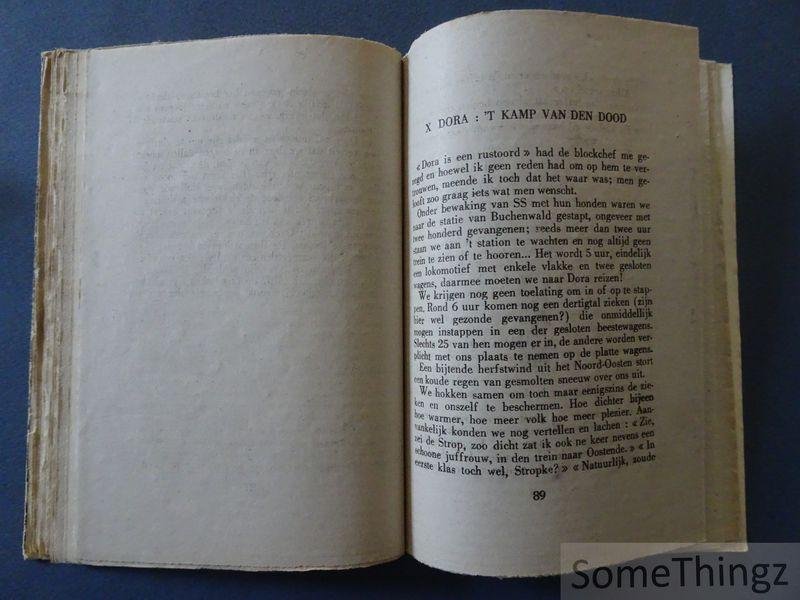 X DORA : 'T KAMP VAN DEN DOOD
« Dora is een rustoord » had de blockchef me ge-
zegd en hoewel ik geen reden had om op hem te ver-
trouwen, meende ik toch dat het waar was; men ge-
looft zoo graag iets wat men wenscht.
Onder bewaking van SS met hun honden waren we
naar de statie van Buchenwald gestapt, ongeveer met
twee honderd gevangenen; reeds meer dan twee uur
staan we aan 't station te wachten en nog altijd geen
trein te zien of te hooren... Het wordt 5 uur, eindelijk
een lokomotief met enkele vlakke en twee gesloten
wagens, daarmee moeten we naar Dora reizen!
We krijgen nog geen toelating om in of op te stap-
pen. Rond 6 uur komen nog een dertigtal zieken (zijn
hier wel gezonde gevangenen?) die onmiddellijk
mogen instappen in een der gesloten beestewagens.
Slechts 25 van hen mogen er in, de andere worden ver-
plicht met ons plaats te nemen op de platte wagens.
Een bijtende herfstwind uit het Noord-Oosten stort
een koude regen van gesmolten sneeuw over ons uit.
We hokken samen om toch maar eenigszins de zie-
ken en onszelf te beschermen. Hoe dichter bijeen
hoe warmer, hoe meer volk hoe meer plezier. Aan-
vankelijk konden we nog vertellen en lachen : « Zie,
zei de Strop, zoo dicht zat ik ook ne keer nevens een
schoone juffrouw, in den trein naar Oostende. » « In
eerste klas toch wel, Stropke? » « Natuurlijk, zoude
89
SomeThingz